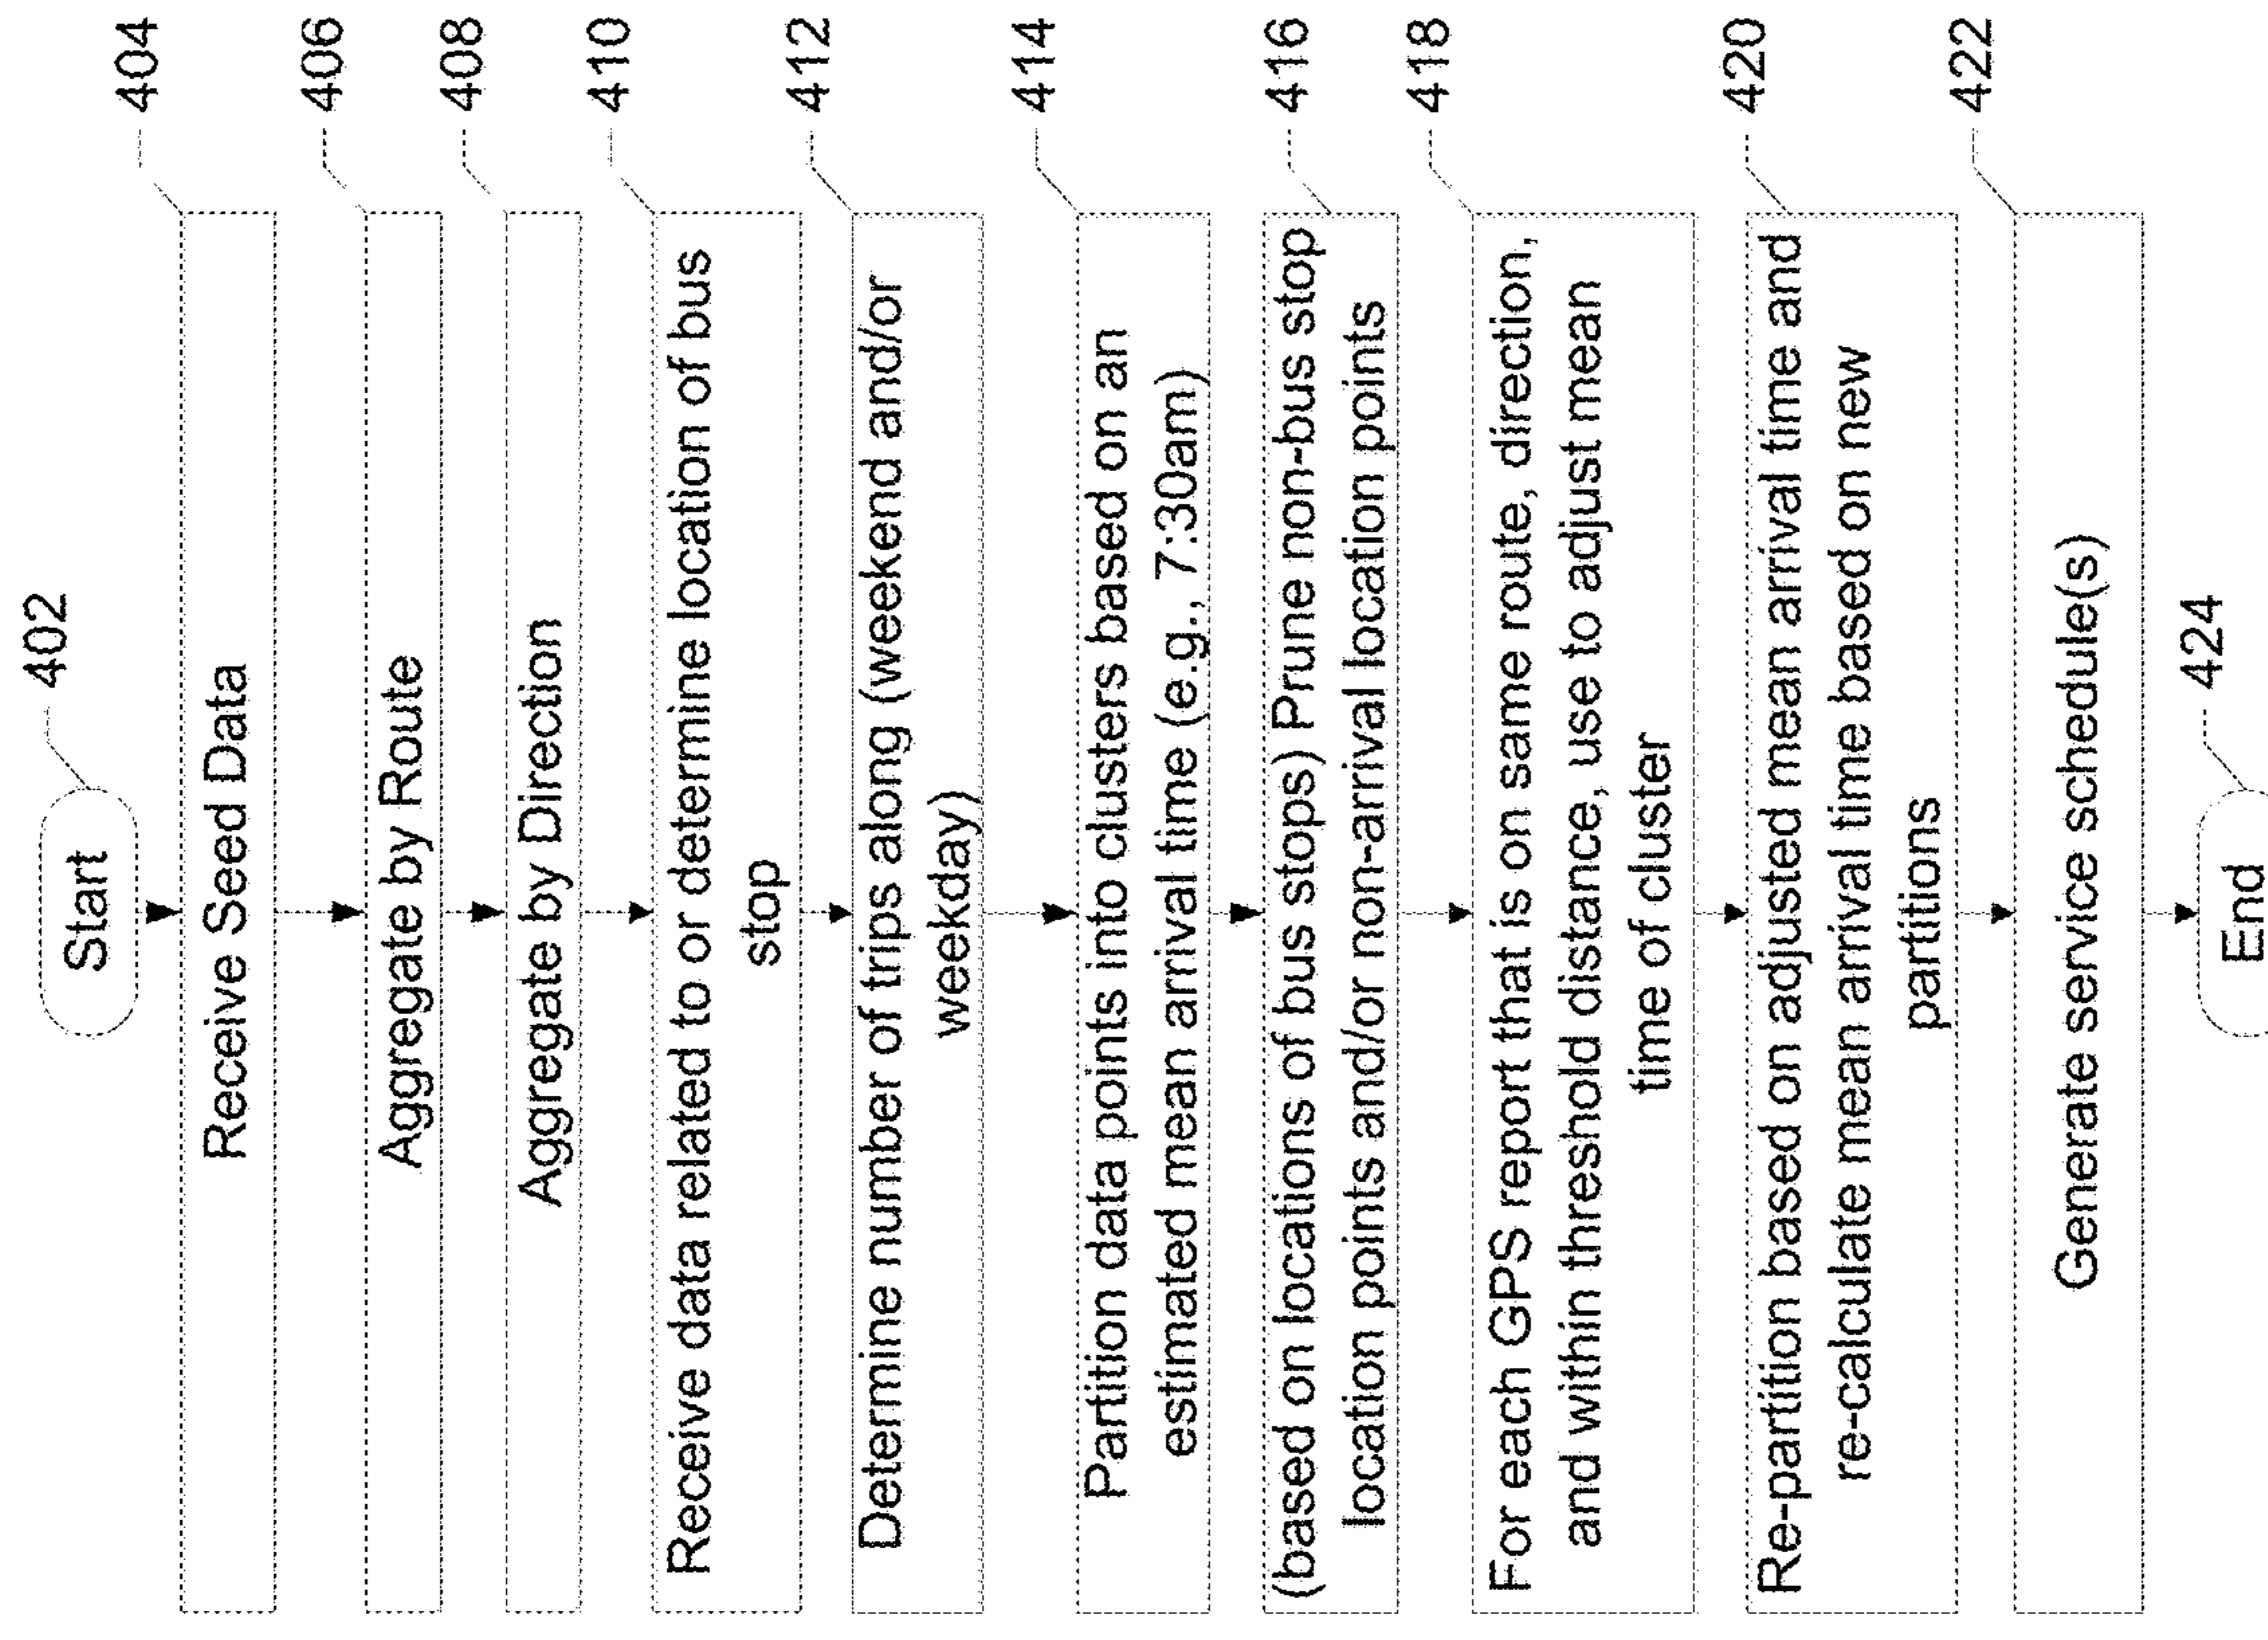 402
Start
404
Receive Seed Data
406
Aggregate by Route
408
Aggregate by Direction
410
Receive data related to or determine location of bus
stop
412
Determine number of trips along (weekend and/or
weekday)
414
Partition data points into clusters based on an
estimated mean arrival time (e.g., 7:30am)
416
(based on locations of bus stops) Prune non-bus stop
location points and/or non-arrival location points
418
For each GPS report that is on same route, direction,
and within threshold distance, use to adjust mean
time of cluster
420
Re-partition based on adjusted mean arrival time and
re-calculate mean arrival time based on new
partitions
422
Generate service schedule(s)
424
End